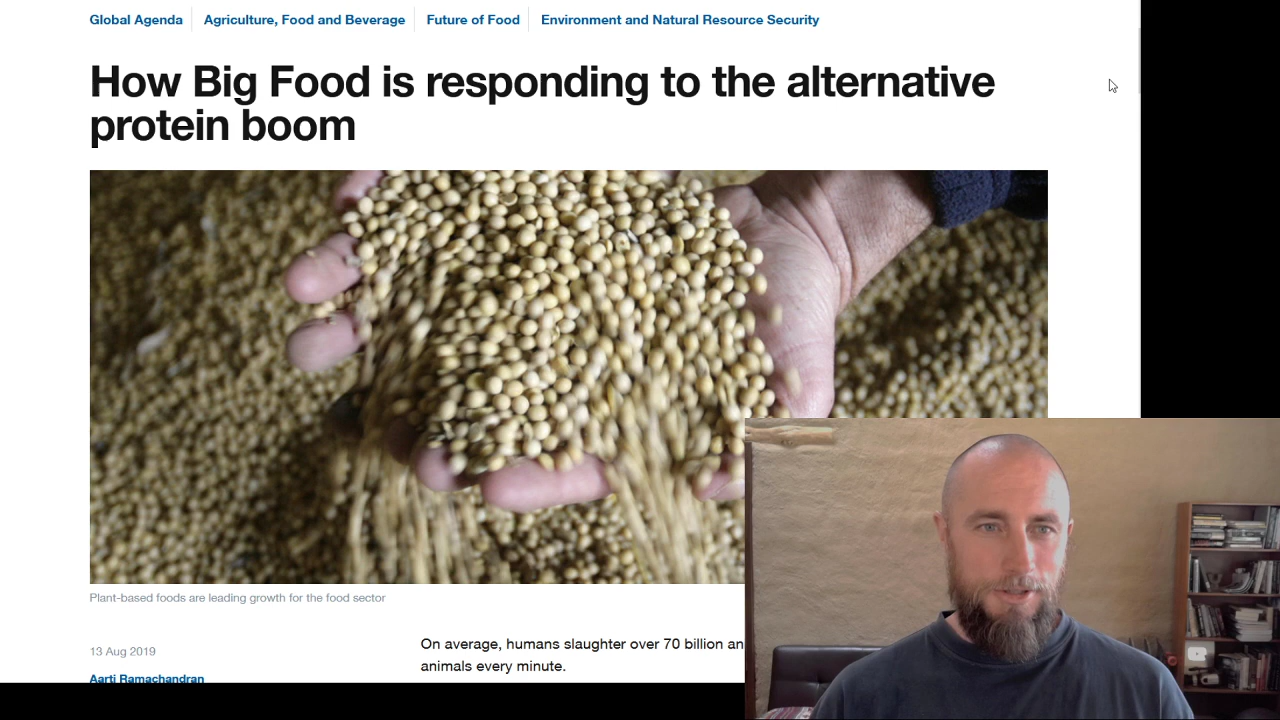 Global Agenda Agriculture, Food and Beverage Future of Food Environment and Natural Resource Security
How Big Food is responding to the alternative
protein boom
Plant-based foods are leading growth for the food sector
13 Aug 2019
Aarti Ramachandran
On average, humans slaughter over 70 billion an
animals every minute.